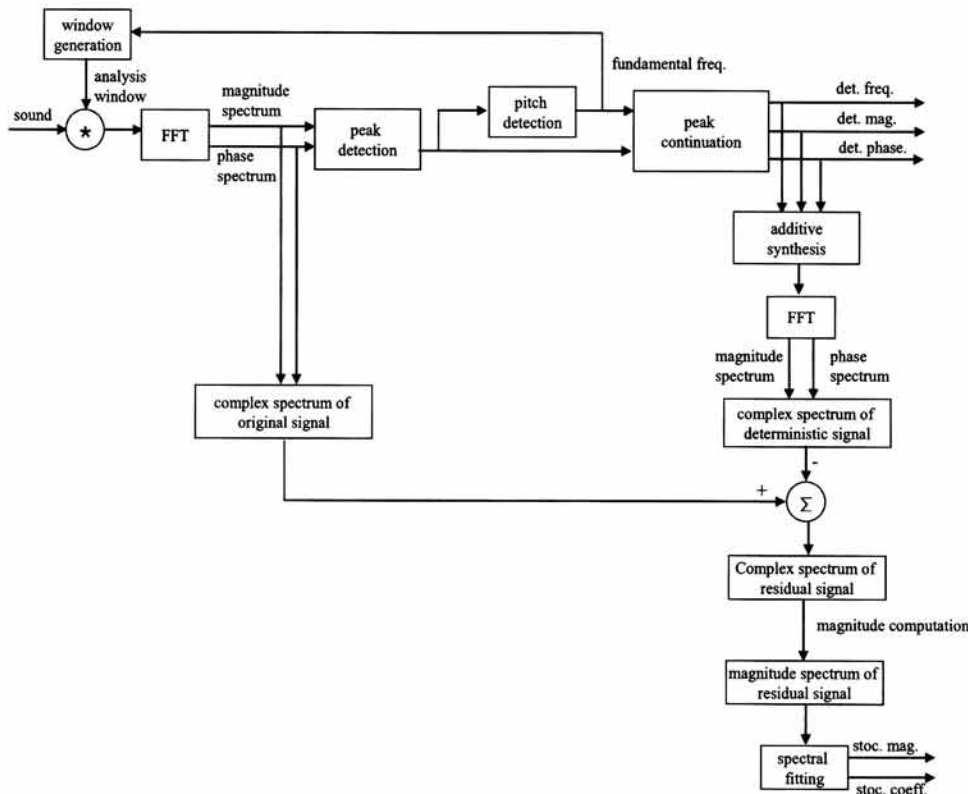 window
generation
analysis
window
sound
*
FFT
magnitude
spectrum
phase
spectrum
peak
detection
pitch
detection
fundamental freq.
peak
continuation
det. freq.
det. mag.
det. phase.
additive
synthesis
FFT
magnitude
spectrum
phase
spectrum
complex spectrum of
original signal
complex spectrum of
deterministic signal
-
+
Σ
Complex spectrum of
residual signal
magnitude computation
magnitude spectrum of
residual signal
spectral
fitting
stoc. mag.
stoc. coeff.